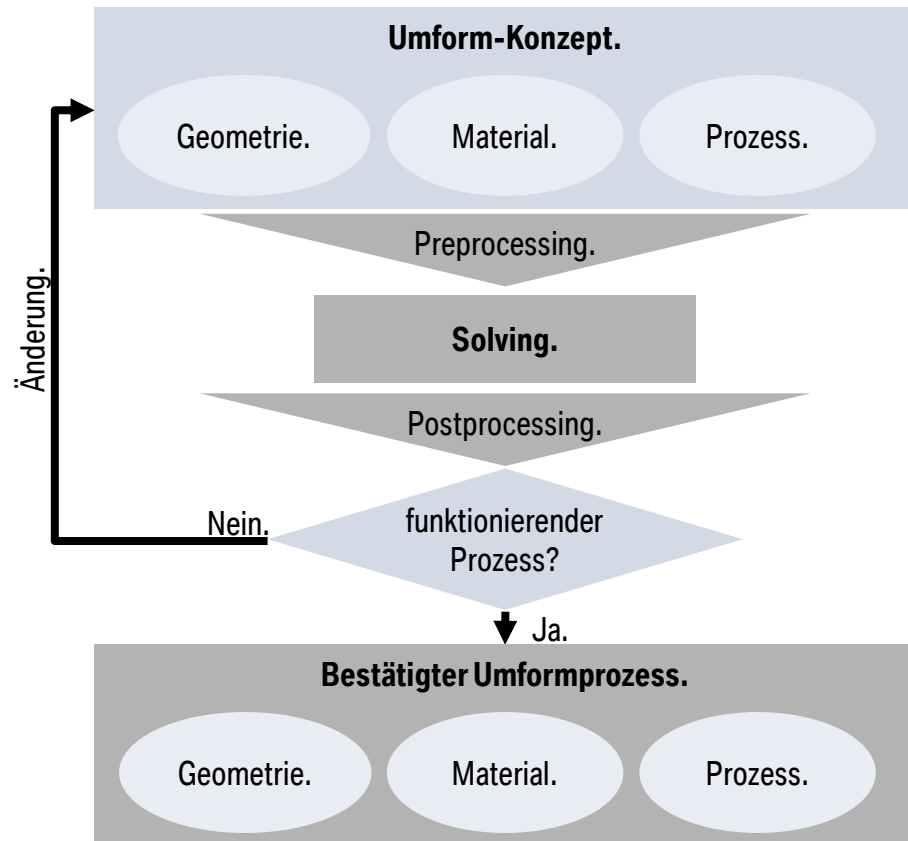 Umform-Konzept.
Geometrie.
Material.
Prozess.
Preprocessing.
Änderung.
Solving.
Postprocessing.
Nein.
funktionierender
Prozess?
Ja.
Bestätigter Umformprozess.
Geometrie.
Material.
Prozess.